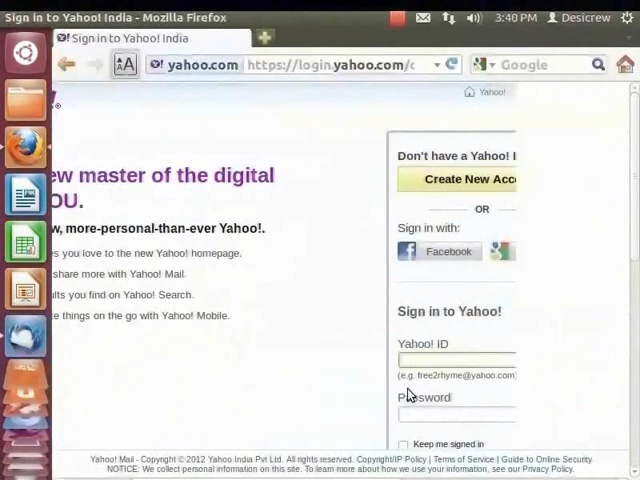 Sign in to Yahoo! India - Mozilla Firefox
3:40 PM
Desicrew
Y! Sign in to Yahoo! India
AA
Y! yahoo.com
https://login.yahoo.com/c
Google
Yahoo!
!®
ew master of the digital
YOU.
w, more-personal-than-ever Yahoo!.
es you love to the new Yahoo! homepage.
share more with Yahoo! Mail.
ults you find on Yahoo! Search.
e things on the go with Yahoo! Mobile.
Don't have a Yahoo! I
Create New Acco
OR
Sign in with:
f Facebook
g
Sign in to Yahoo!
Yahoo! ID
(e.g. free2rhyme@yahoo.com)
Password
Keep me signed in
Yahoo! Mail - Copyright © 2012 Yahoo India Pvt Ltd. All rights reserved. Copyright/IP Policy | Terms of Service | Guide to Online Security
NOTICE: We collect personal information on this site. To learn more about how we use your information, see our Privacy Policy.